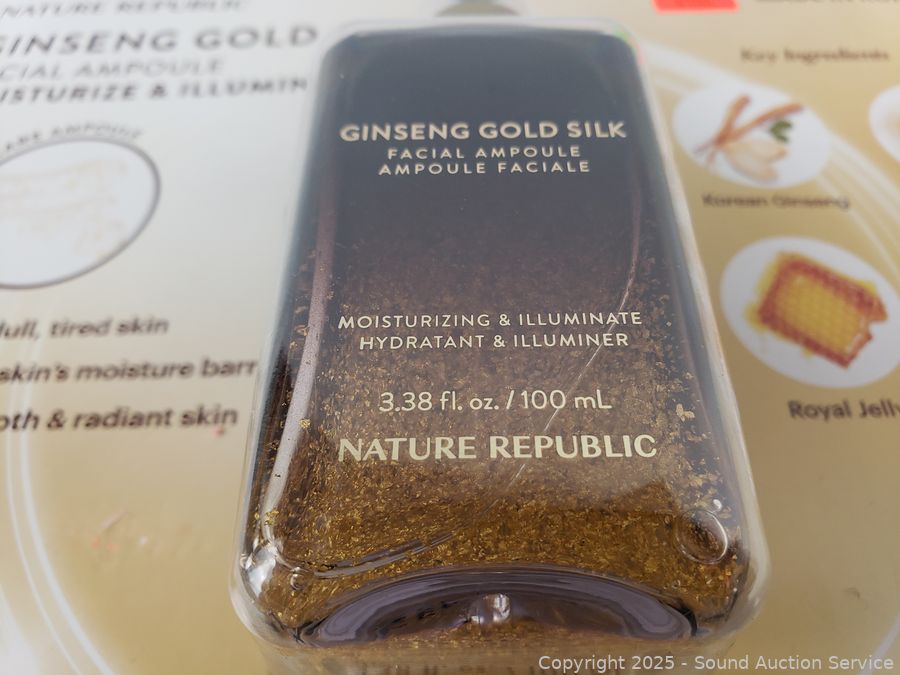 NATURE REPUBLIC
GINSENG GOLD
CIAL AMPOULE
ISTURIZE & ILLUMIN
ARE AMPOULE
dull, tired skin
skin's moisture barr
oth & radiant skin
GINSENG GOLD SILK
FACIAL AMPOULE
AMPOULE FACIALE
MOISTURIZING & ILLUMINATE
HYDRATANT & ILLUMINER
3.38 fl. oz. / 100 mL
NATURE REPUBLIC
Key Ingredients
Korean Ginseng
Royal Jelly
Copyright 2025 - Sound Auction Service